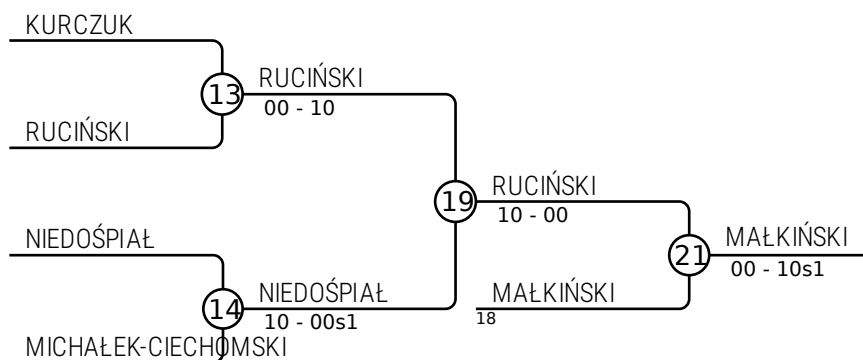 KURCZUK
13
RUCIŃSKI
00 - 10
RUCIŃSKI
19
RUCIŃSKI
10 - 00
NIEDOŚPIAŁ
21
MAŁKIŃSKI
00 - 10s1
14
NIEDOŚPIAŁ
10 - 00s1
MAŁKIŃSKI
18
MICHAŁEK-CIECHOMSKI